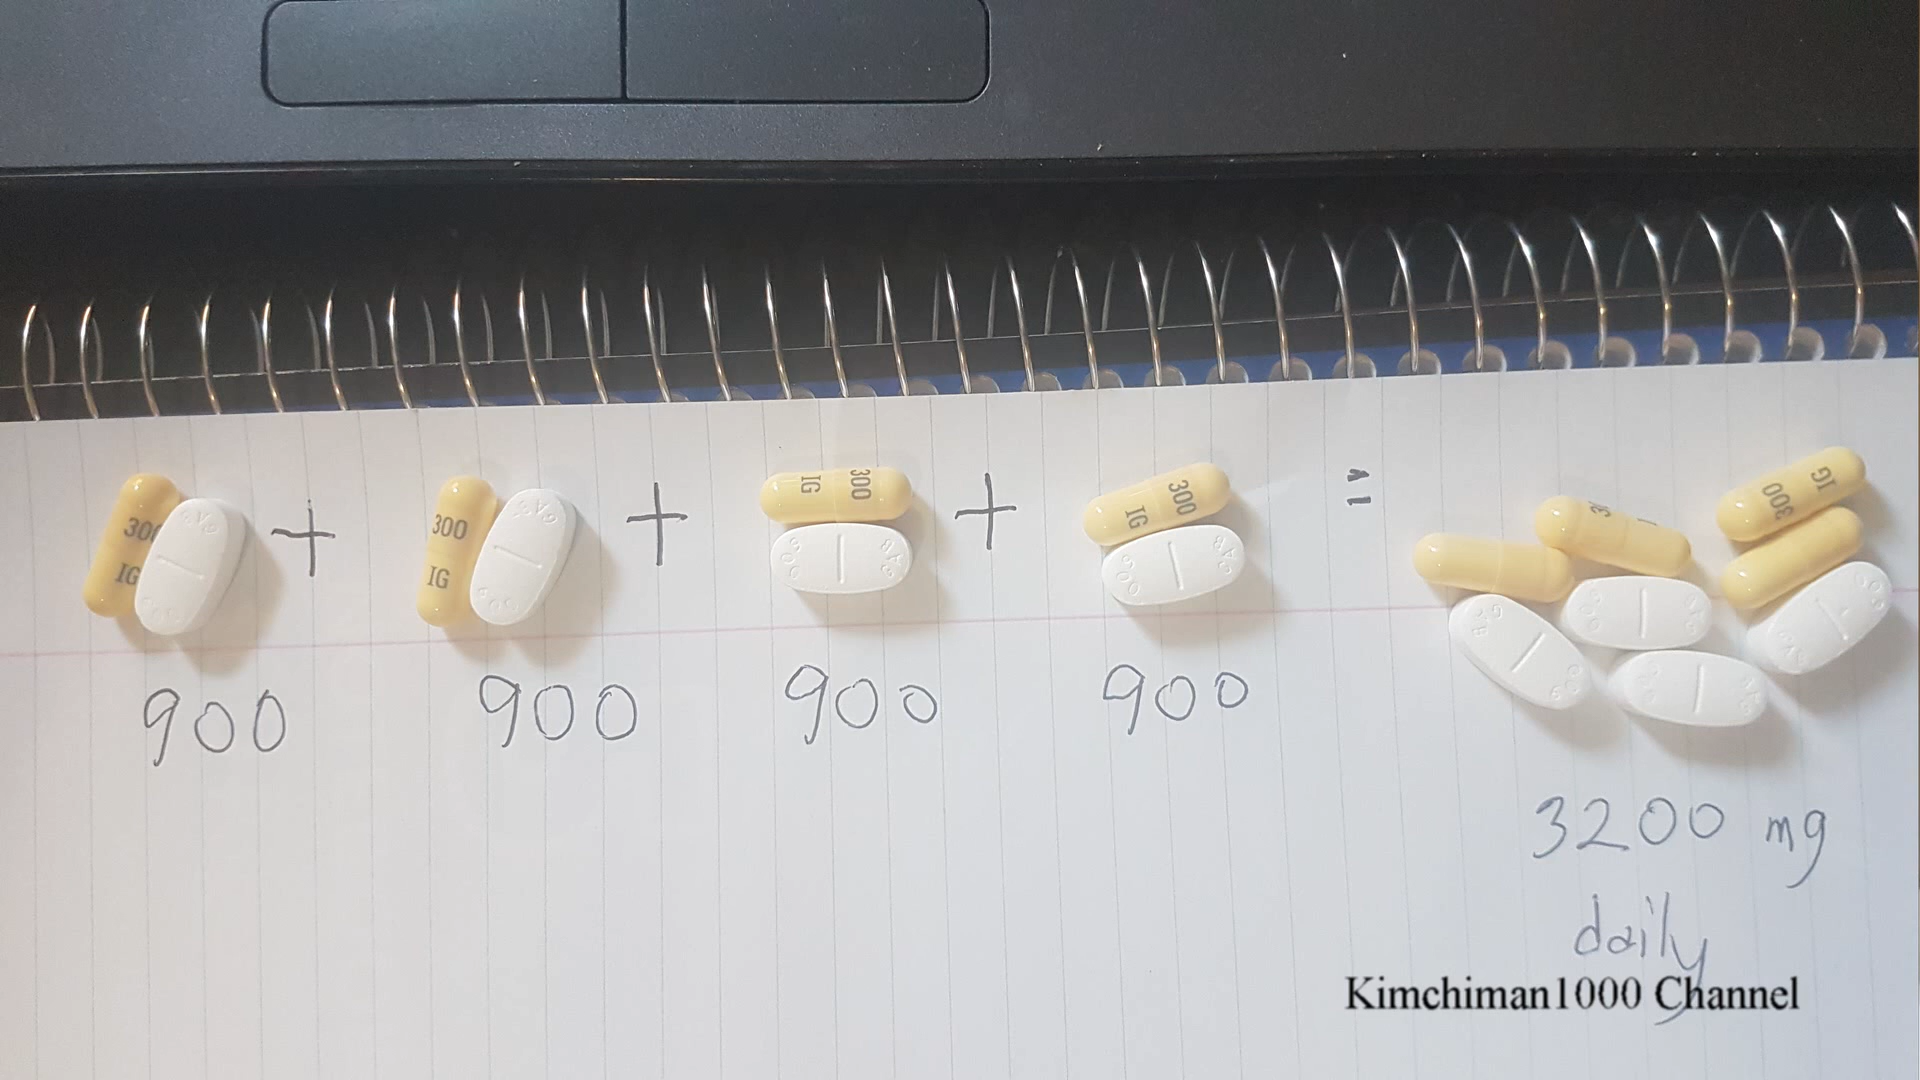 300 IG + 300 IG + IG 300 + IG 300 = 300 IG
900 900 900 900
3200 mg
daily
Kimchiman1000 Channel